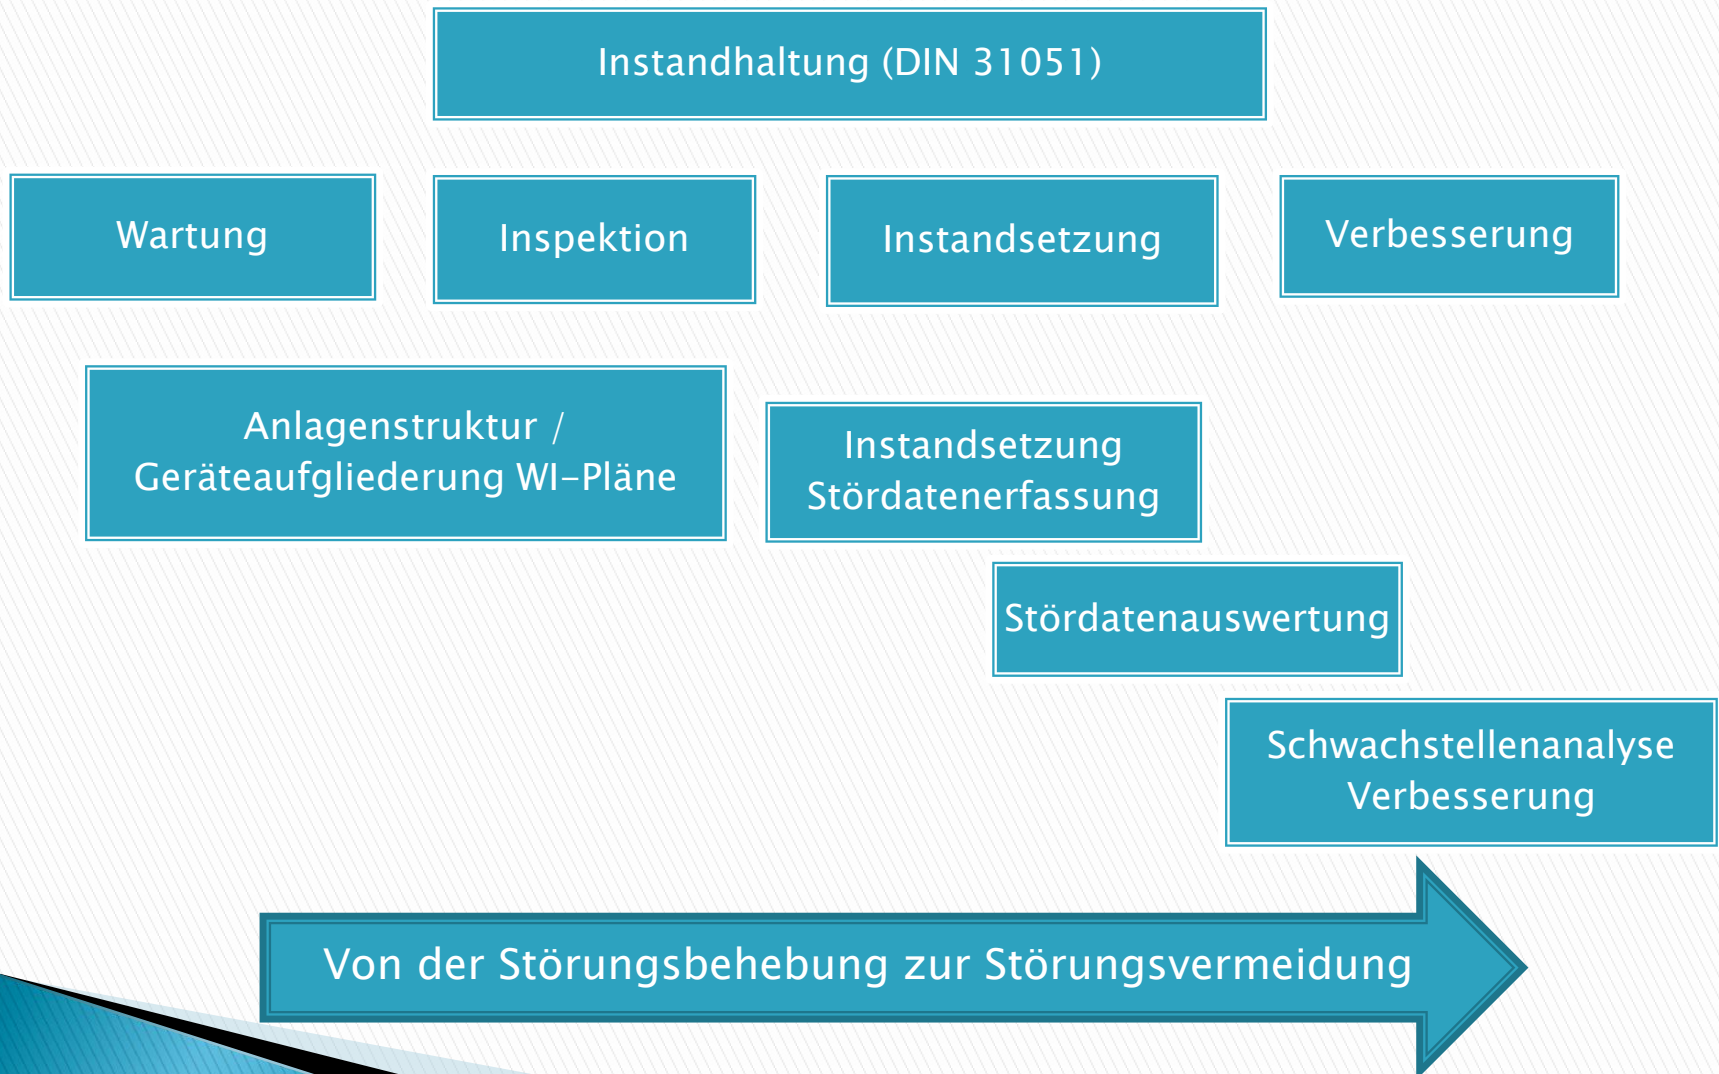 Instandhaltung (DIN 31051)
Wartung
Inspektion
Instandsetzung
Verbesserung
Anlagenstruktur /
Geräteaufgliederung WI-Pläne
Instandsetzung
Stördatenerfassung
Stördatenauswertung
Schwachstellenanalyse
Verbesserung
Von der Störungsbehebung zur Störungsvermeidung